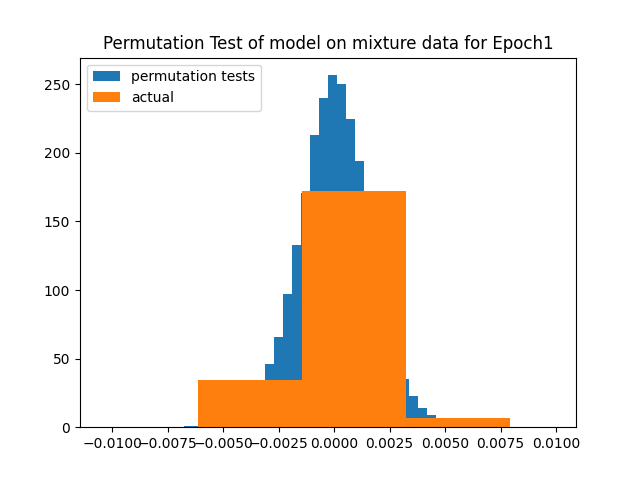 Permutation Test of model on mixture data for Epoch1
permutation tests
actual
250
200
150
100
50
0
−0.0100 −0.0075 −0.0050 −0.0025 0.0000 0.0025 0.0050 0.0075 0.0100